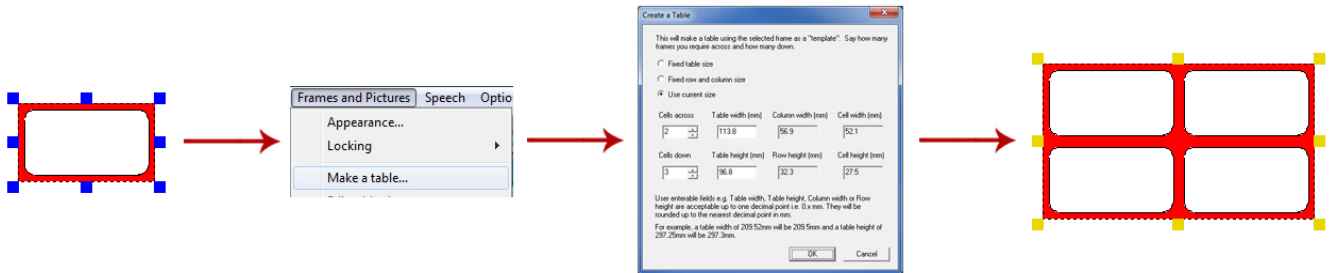 Frames and Pictures Speech Optio
Appearance...
Locking
Make a table...
Create a Table
This will make a table using the selected frame as a "template". Say how many
frames you require across and how many down.
Fixed table size
Fixed row and column size
Use current size
Cells across Table width (mm) Column width (mm) Cell width (mm)
2 113.8 56.9 52.1
Cells down Table height (mm) Row height (mm) Cell height (mm)
3 96.8 32.3 27.5
User enterable fields e.g. Table width, Table height, Column width or Row
height are acceptable up to one decimal point i.e. 0.x mm. They will be
rounded up to the nearest decimal point in mm.
For example, a table width of 209.52mm will be 209.5mm and a table height of
297.25mm will be 297.3mm.
OK Cancel